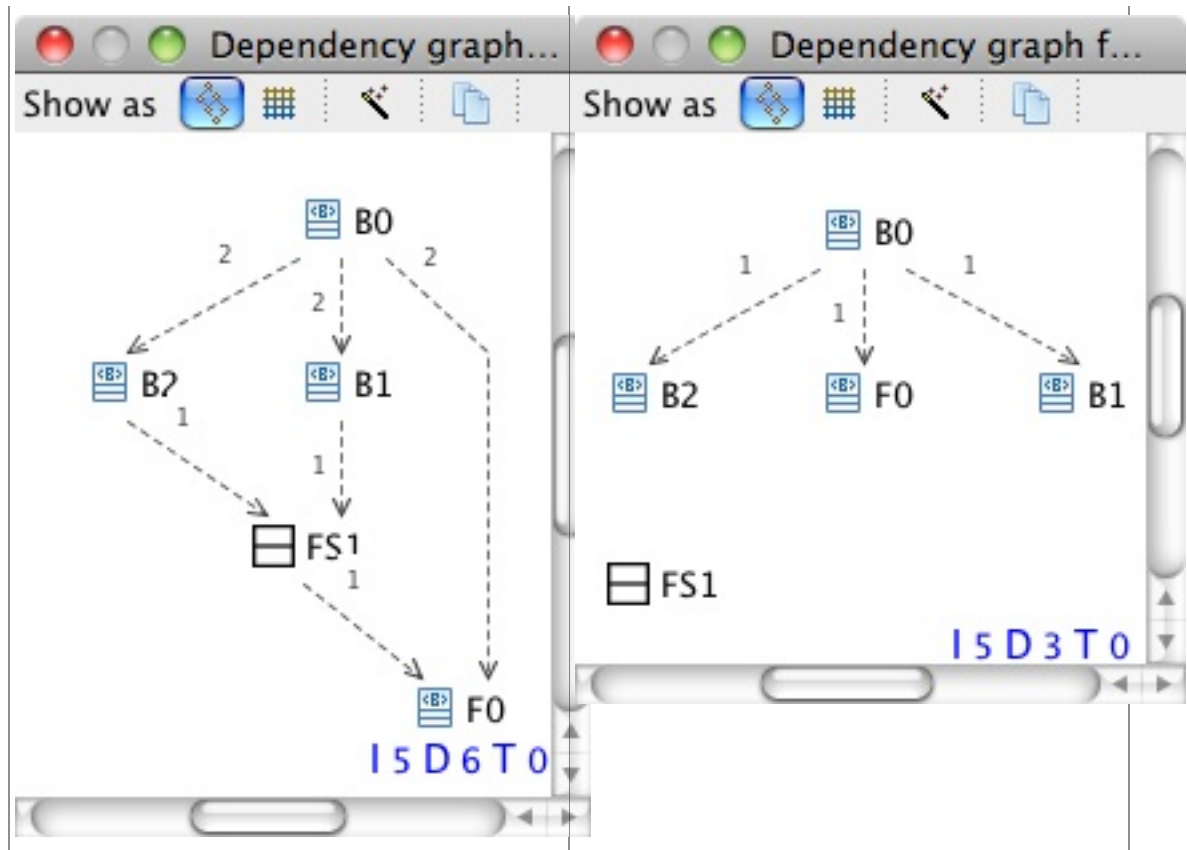 Dependency graph...
Show as
B0
2
2
2
B2
B1
1
1
FS1
1
F0
I 5 D 6 T 0
Dependency graph f...
Show as
B0
1
1
1
B2
F0
B1
FS1
I 5 D 3 T 0